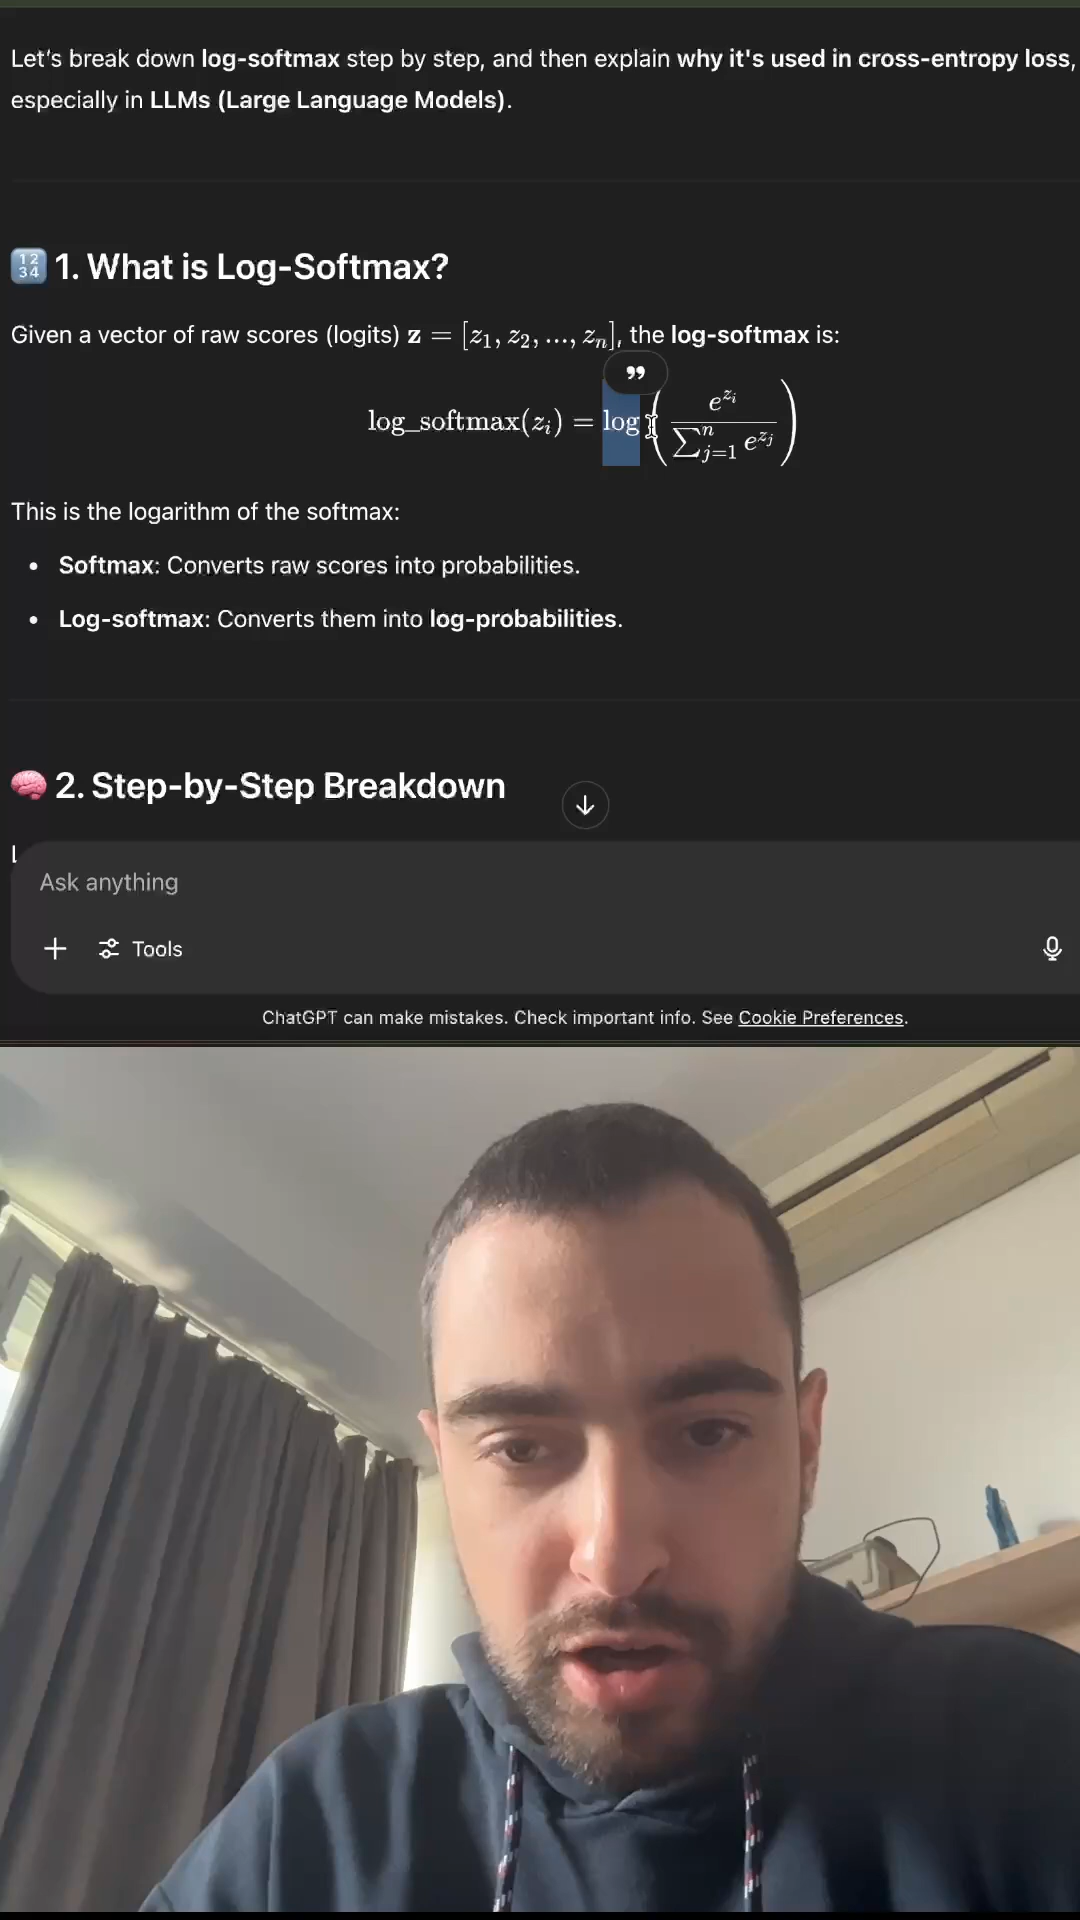 Let's break down log-softmax step by step, and then explain why it's used in cross-entropy loss,
especially in LLMs (Large Language Models).
🔢 1. What is Log-Softmax?
Given a vector of raw scores (logits) z = [z₁, z₂, ..., zₙ], the log-softmax is:
log_softmax(zᵢ) = log ( e^{zᵢ} / ∑_{j=1}^{n} e^{zⱼ} )
This is the logarithm of the softmax:
• Softmax: Converts raw scores into probabilities.
• Log-softmax: Converts them into log-probabilities.
🧠 2. Step-by-Step Breakdown
Ask anything
Tools
ChatGPT can make mistakes. Check important info. See Cookie Preferences.